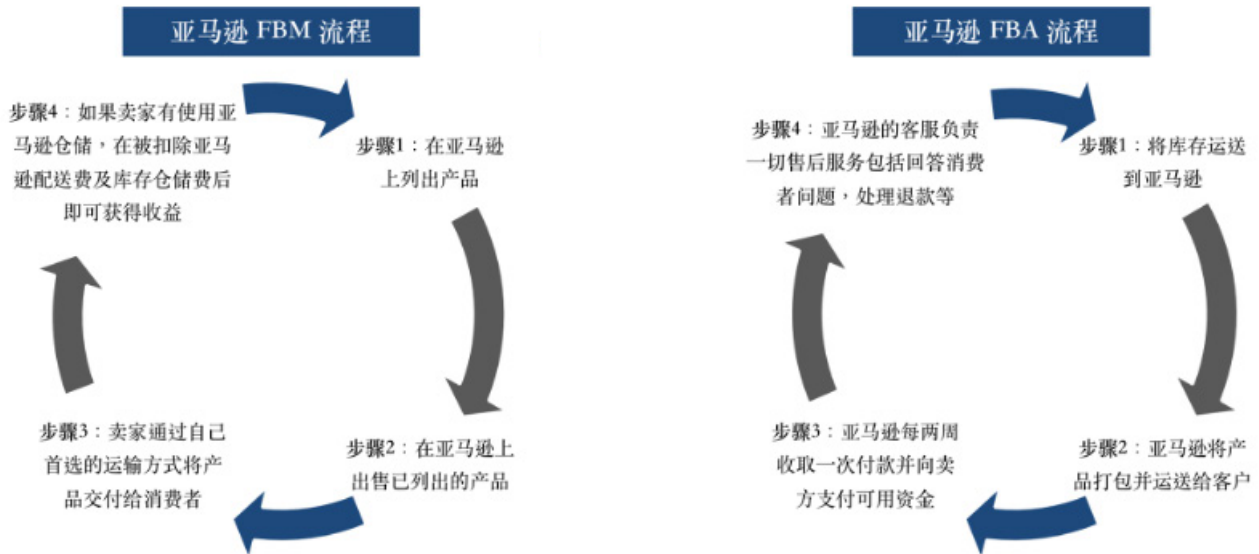 亚马逊 FBM 流程
步骤4：如果卖家有使用亚
马逊仓储，在被扣除亚马
逊配送费及库存仓储费后
即可获得收益
步骤1：在亚马逊
上列出产品
步骤3：卖家通过自己
首选的运输方式将产
品交付给消费者
步骤2：在亚马逊上
出售已列出的产品
亚马逊 FBA 流程
步骤4：亚马逊的客服负责
一切售后服务包括回答消费
者问题，处理退款等
步骤1：将库存运送
到亚马逊
步骤3：亚马逊每两周
收取一次付款并向卖
方支付可用资金
步骤2：亚马逊将产
品打包并运送给客户